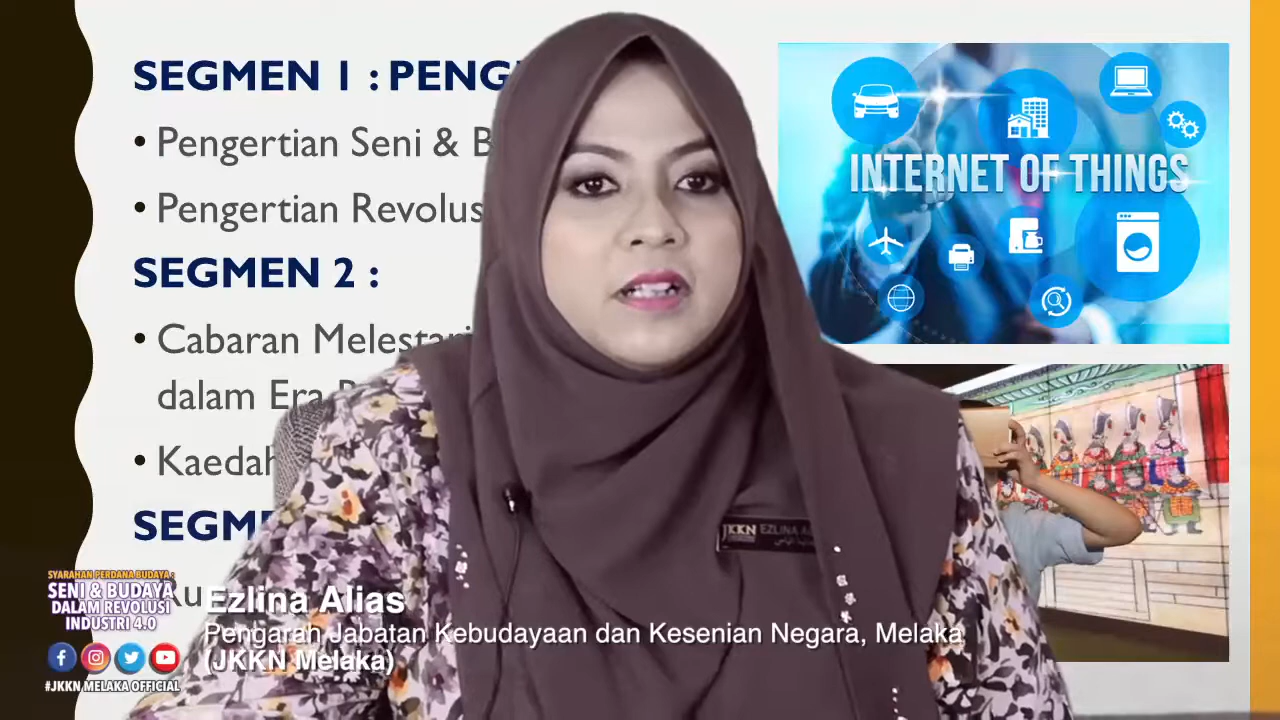 SEGMEN 1 : PENG
• Pengertian Seni & B
• Pengertian Revolus
SEGMEN 2 :
• Cabaran Melestari
dalam Era
• Kaedah
SEGME
INTERNET OF THINGS
JKKN EZLINA A
SYARAHAN PERDANA BUDAYA :
SENI & BUDAYA
DALAM REVOLUSI
INDUSTRI 4.0
#JKKN MELAKA OFFICIAL
Ru
Ezlina Alias
Pengarah Jabatan Kebudayaan dan Kesenian Negara, Melaka
(JKKN Melaka)